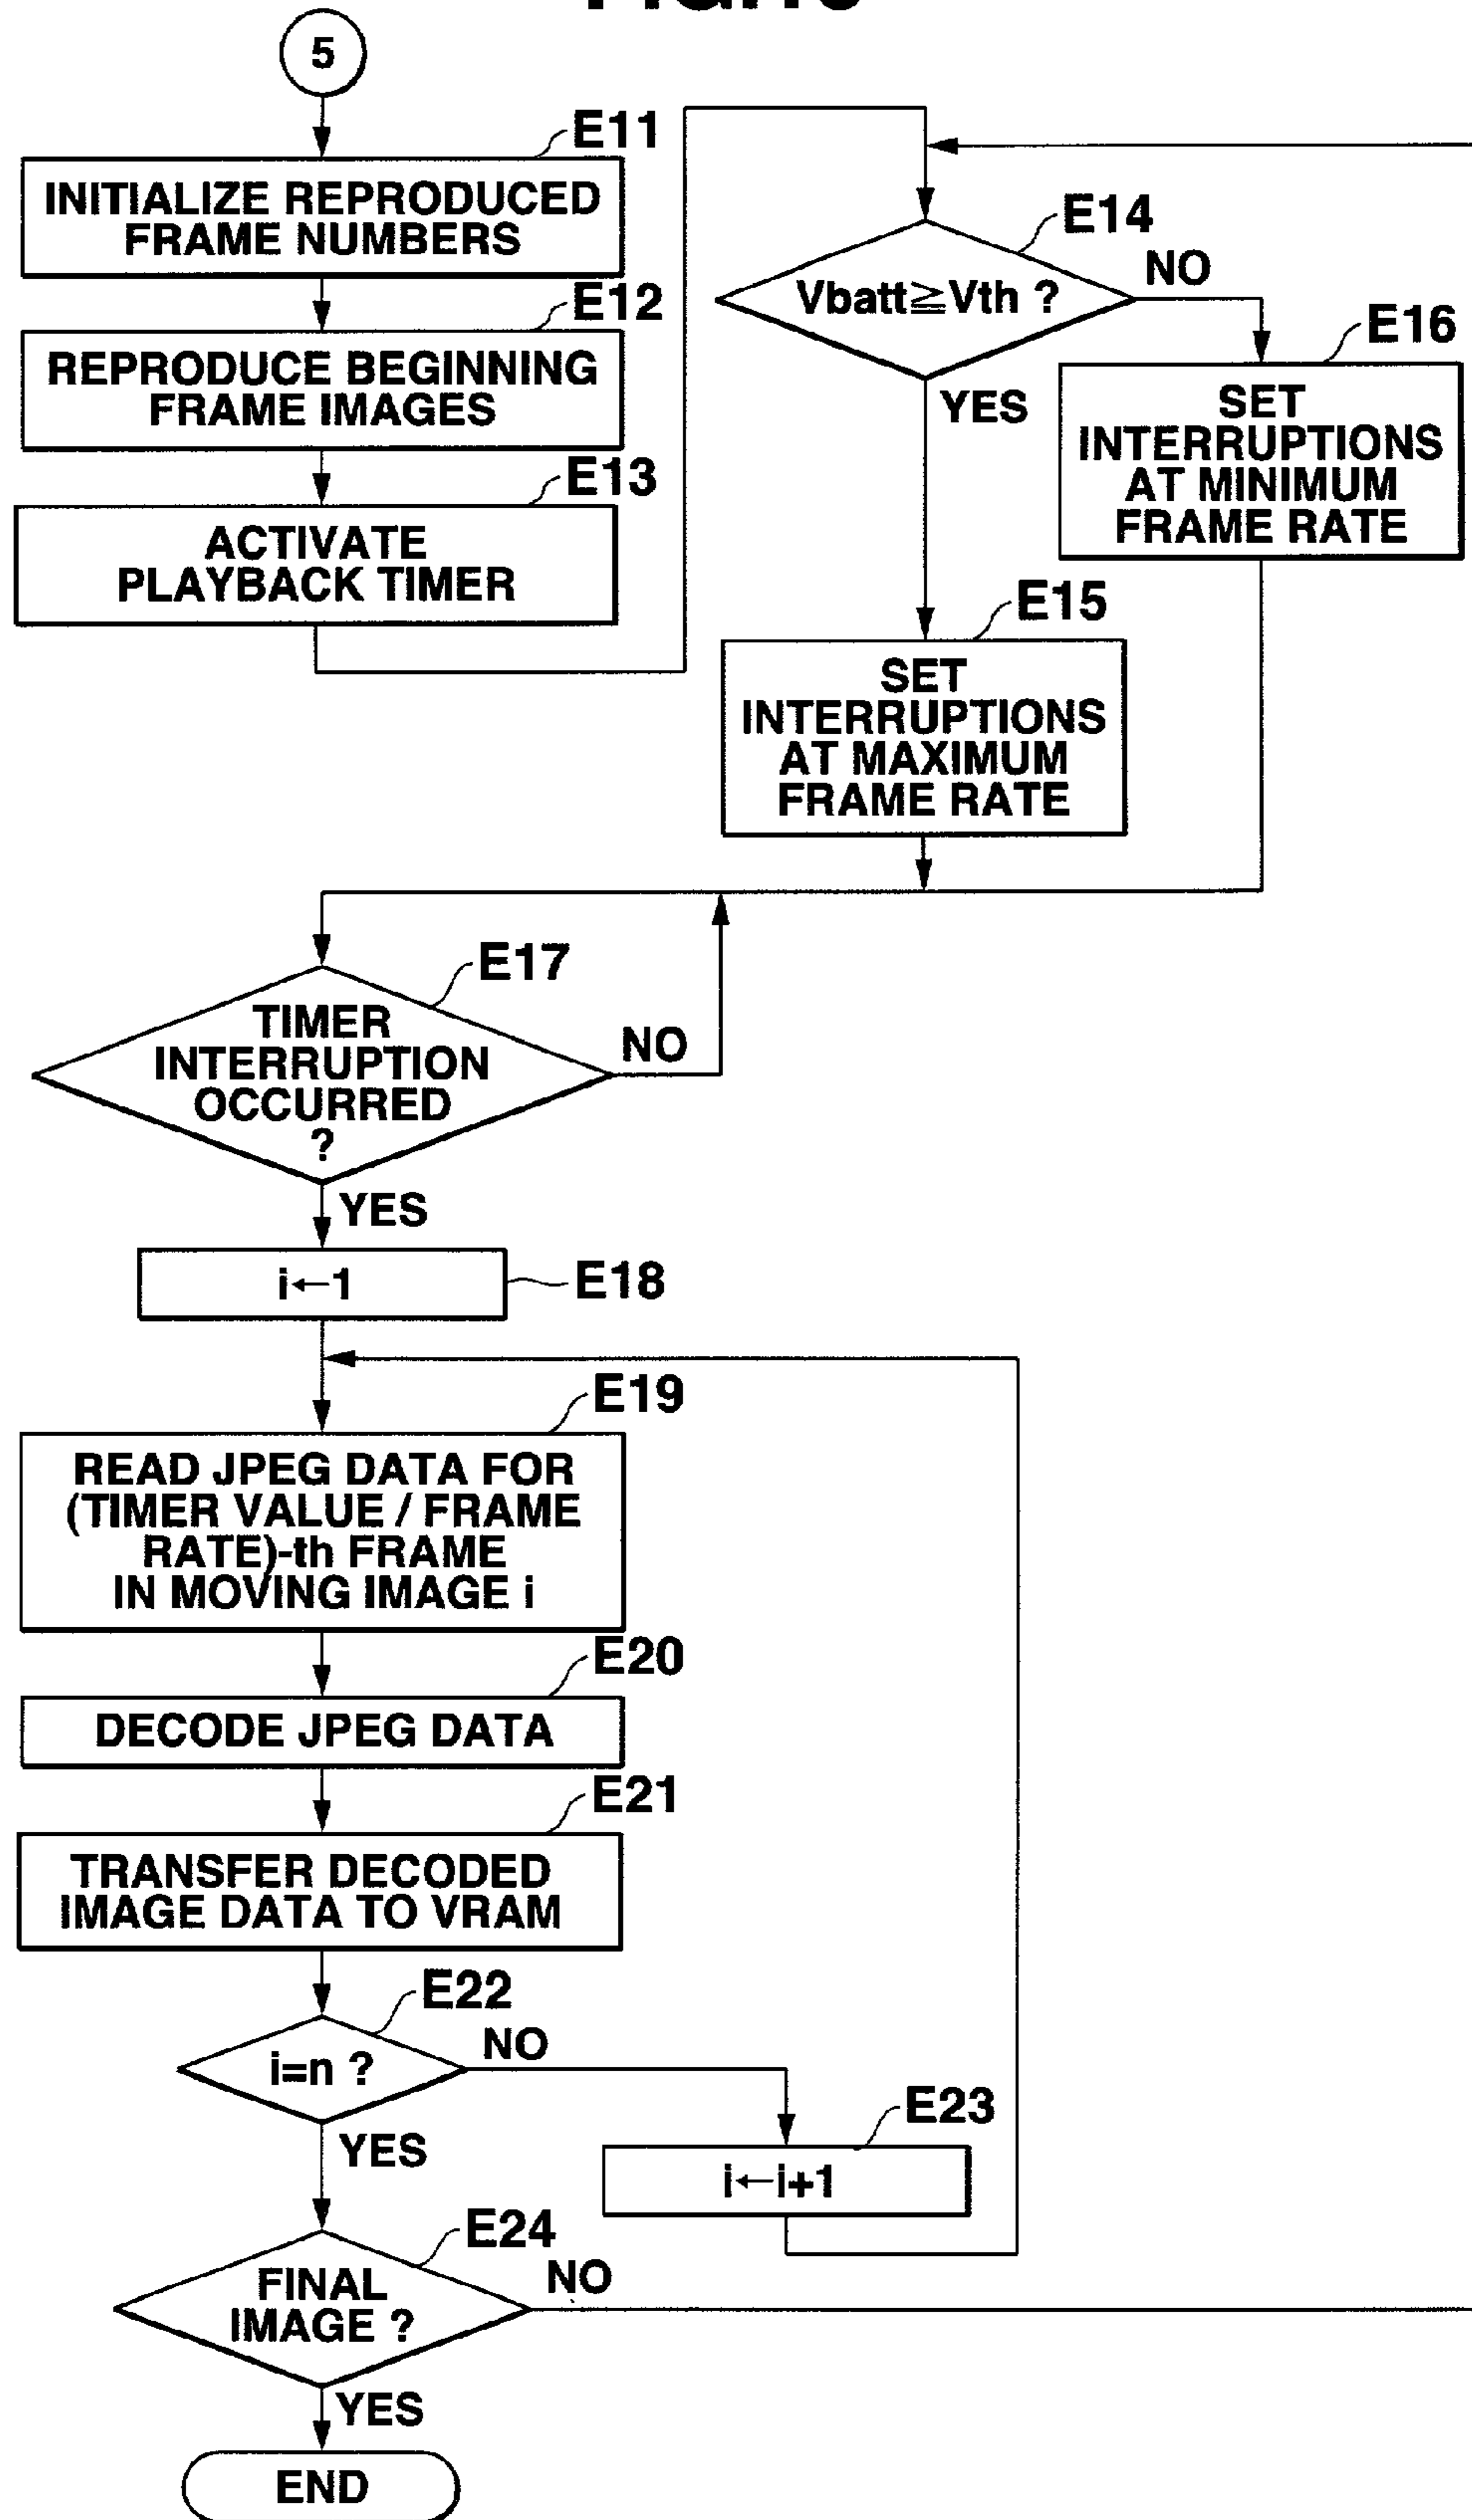 5
E11
INITIALIZE REPRODUCED
FRAME NUMBERS
E12
REPRODUCE BEGINNING
FRAME IMAGES
E13
ACTIVATE
PLAYBACK TIMER
E14
Vbatt≧Vth ?
NO
YES
E16
SET
INTERRUPTIONS
AT MINIMUM
FRAME RATE
E15
SET
INTERRUPTIONS
AT MAXIMUM
FRAME RATE
E17
TIMER
INTERRUPTION
OCCURRED
?
NO
YES
i←1
E18
E19
READ JPEG DATA FOR
(TIMER VALUE / FRAME
RATE)-th FRAME
IN MOVING IMAGE i
E20
DECODE JPEG DATA
E21
TRANSFER DECODED
IMAGE DATA TO VRAM
E22
i=n ?
NO
YES
E23
i←i+1
E24
FINAL
IMAGE ?
NO
YES
END